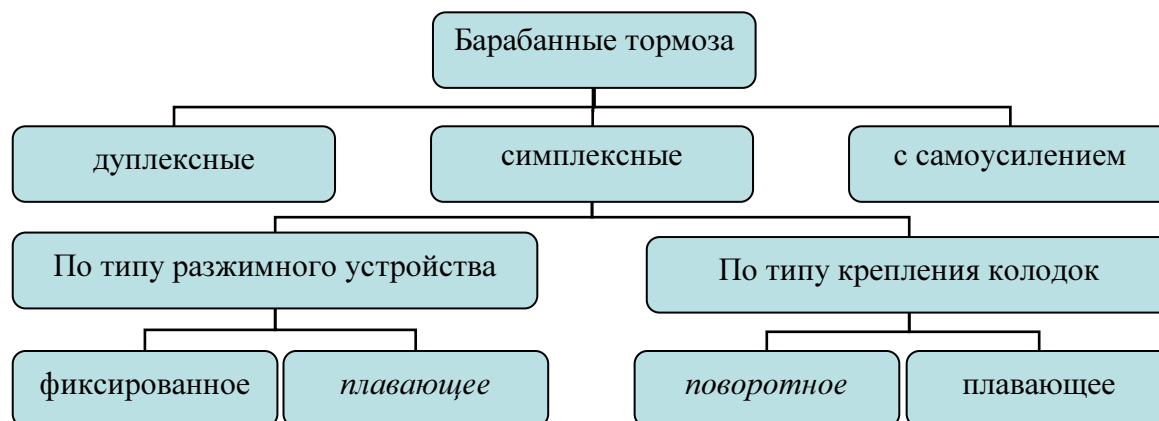 Барабанные тормоза
дуплексные
симплексные
с самоусилением
По типу разжимного устройства
По типу крепления колодок
фиксированное
плавающее
поворотное
плавающее